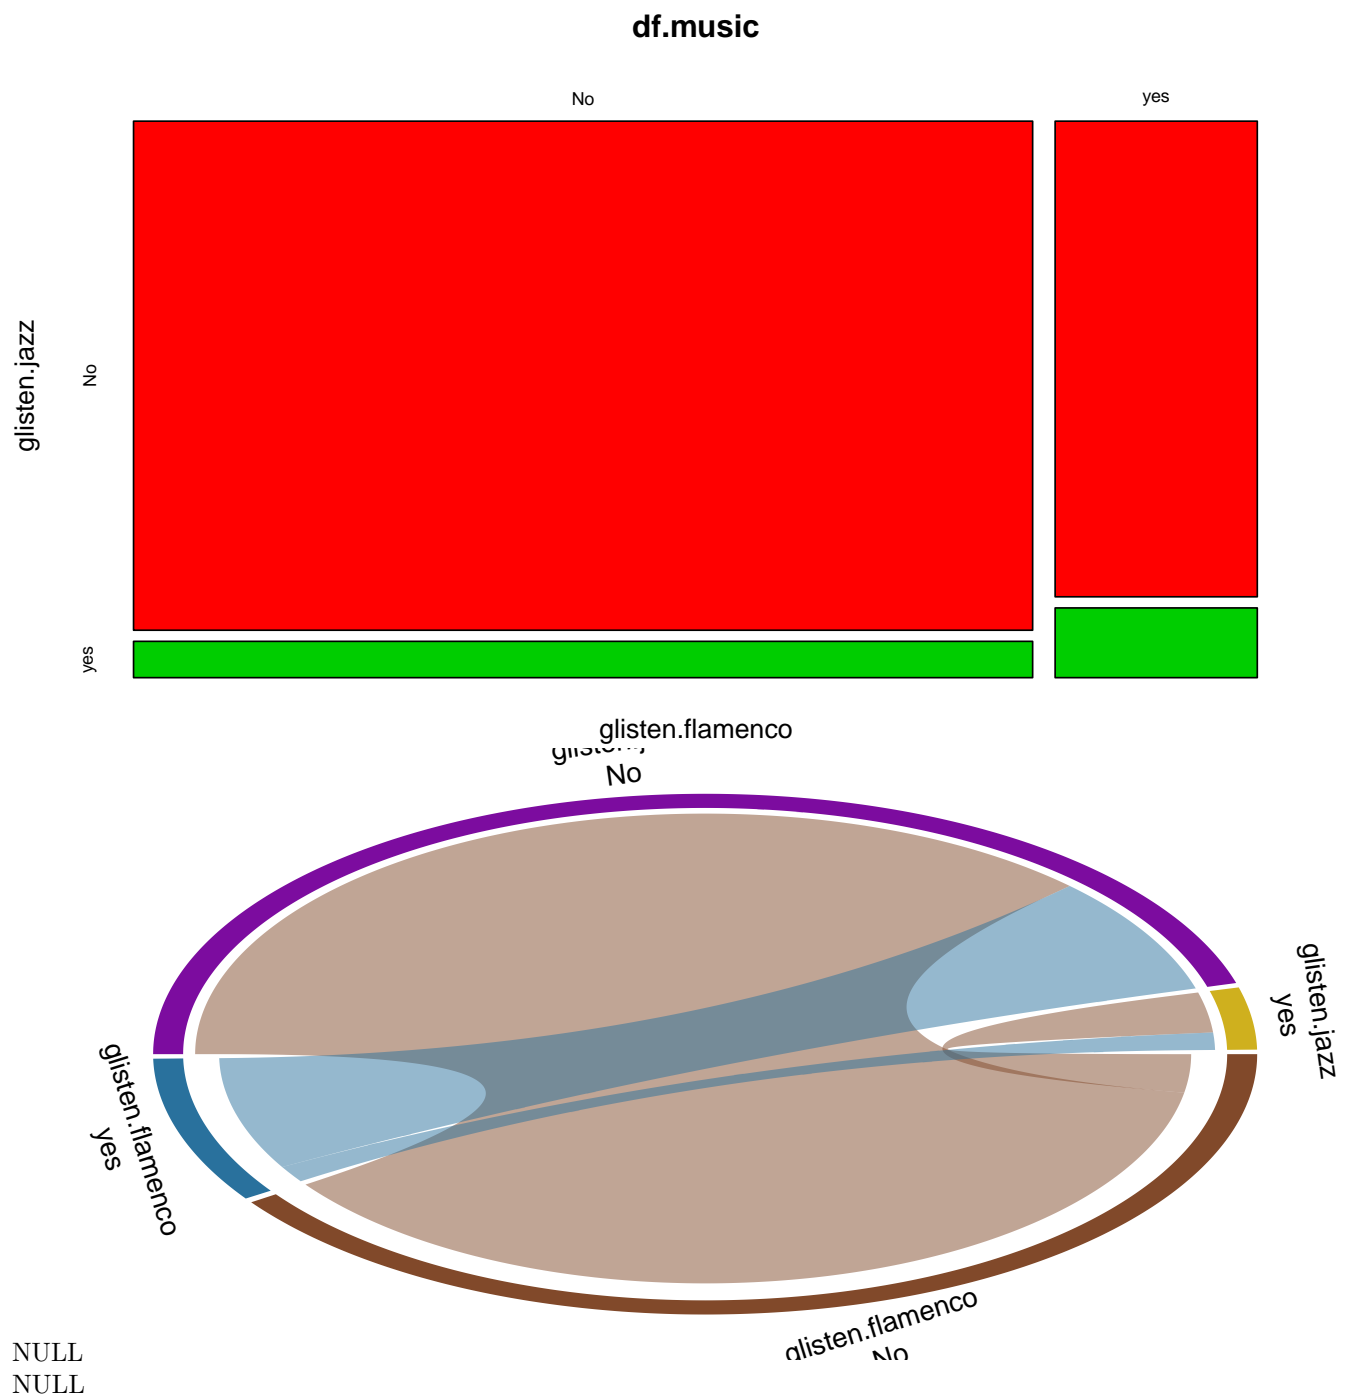 df.music
No
yes
glisten.jazz
No
yes
glisten.flamenco
No
glisten.jazz
yes
glisten.flamenco
yes
glisten.flamenco
No
NULL
NULL